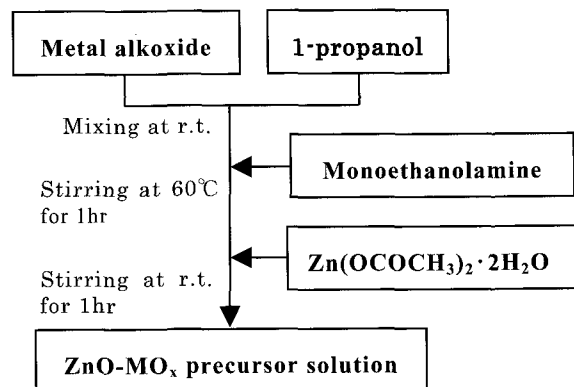 Metal alkoxide
1-propanol
Mixing at r.t.
Monoethanolamine
Stirring at 60℃
for 1hr
Zn(OCOCH₃)₂·2H₂O
Stirring at r.t.
for 1hr
ZnO-MOₓ precursor solution